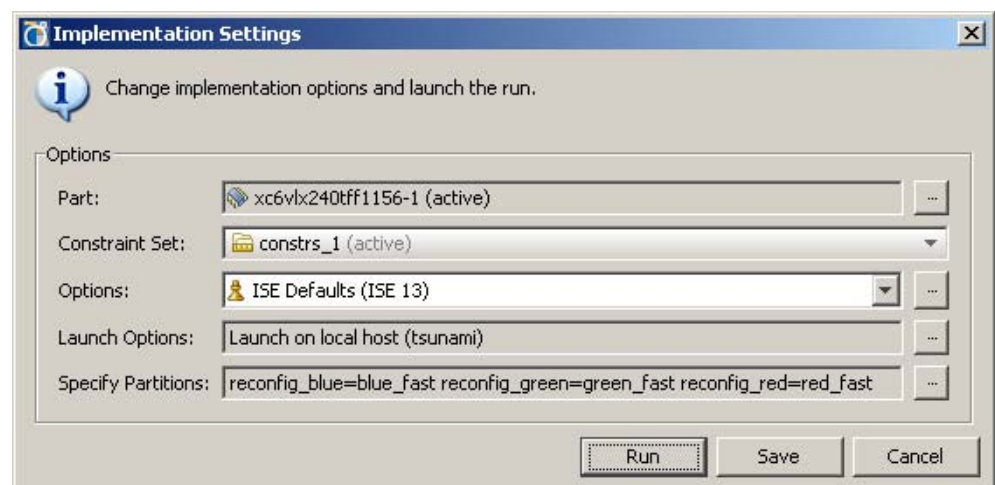 Implementation Settings
Change implementation options and launch the run.
Options
Part: xc6vlx240tff1156-1 (active) ...
Constraint Set: constrs_1 (active)
Options: ISE Defaults (ISE 13) ...
Launch Options: Launch on local host (tsunami) ...
Specify Partitions: reconfig_blue=blue_fast reconfig_green=green_fast reconfig_red=red_fast ...
Run Save Cancel